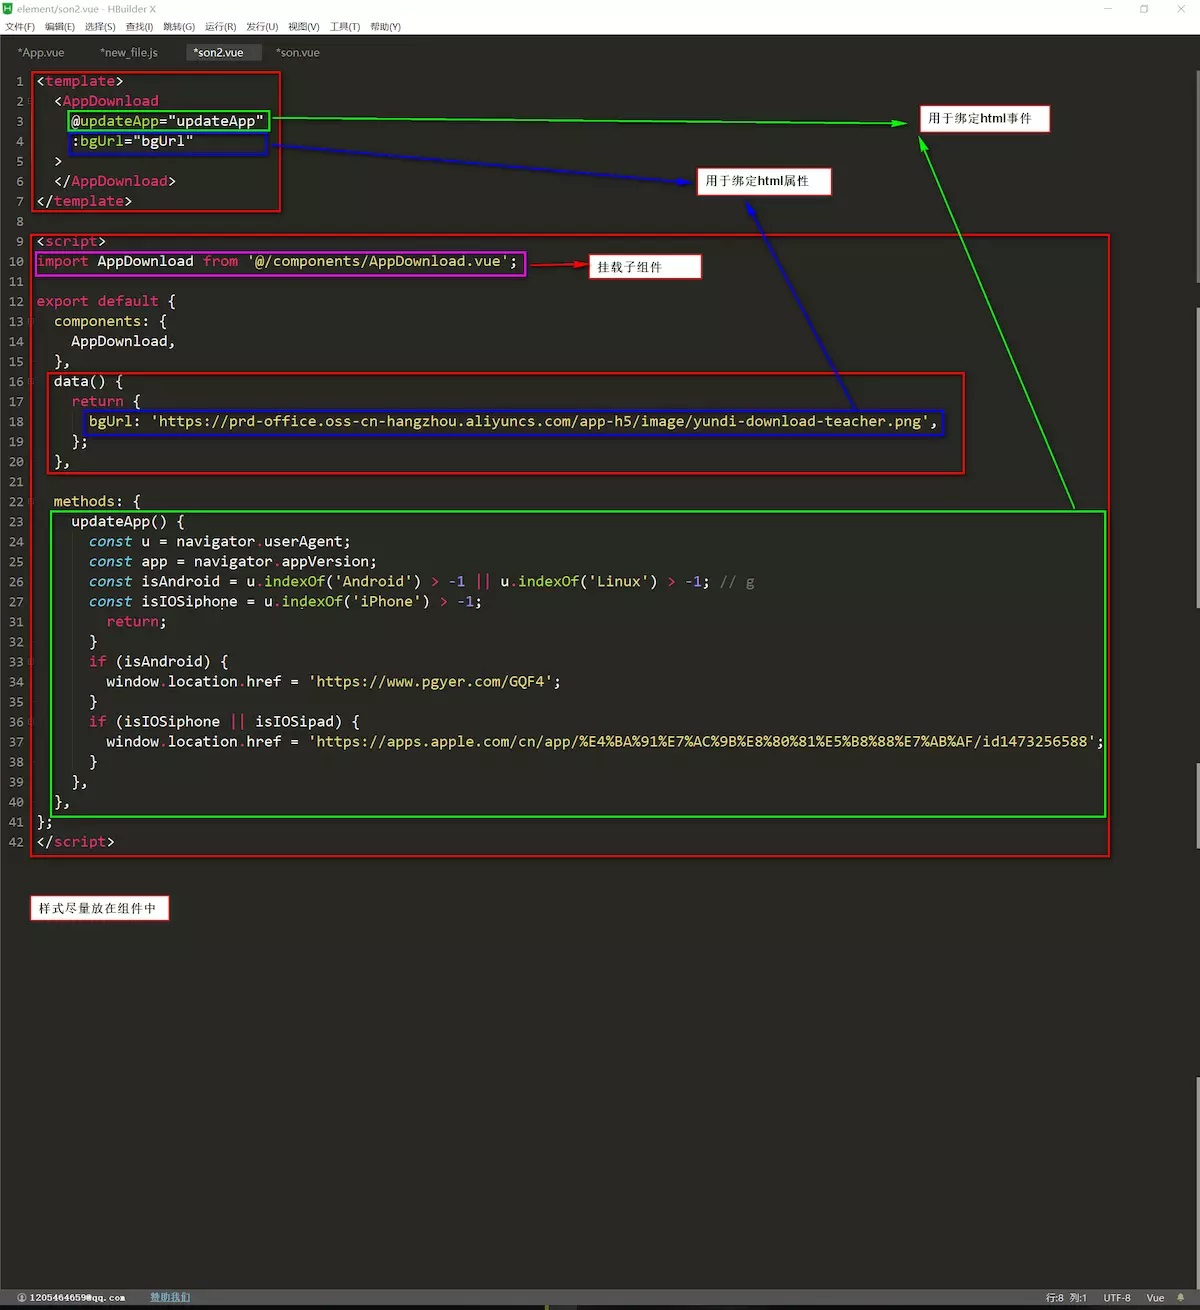 element/son2.vue - HBuilder X
文件(F) 编辑(E) 选择(S) 查找(I) 跳转(G) 运行(R) 发行(U) 视图(V) 工具(T) 帮助(Y)
*App.vue *new_file.js *son2.vue *son.vue
1 <template>
2 <AppDownload
3 @updateApp="updateApp" 用于绑定html事件
4 :bgUrl="bgUrl"
5 >
6 </AppDownload> 用于绑定html属性
7 </template>
8
9 <script>
10 import AppDownload from '@/components/AppDownload.vue'; 挂载子组件
11
12 export default {
13 components: {
14 AppDownload,
15 },
16 data() {
17 return {
18 bgUrl: 'https://prd-office.oss-cn-hangzhou.aliyuncs.com/app-h5/image/yundi-download-teacher.png',
19 };
20 },
21
22 methods: {
23 updateApp() {
24 const u = navigator.userAgent;
25 const app = navigator.appVersion;
26 const isAndroid = u.indexOf('Android') > -1 || u.indexOf('Linux') > -1; // g
27 const isIOSiphone = u.indexOf('iPhone') > -1;
31 return;
32 }
33 if (isAndroid) {
34 window.location.href = 'https://www.pgyer.com/GQF4';
35 }
36 if (isIOSiphone || isIOSipad) {
37 window.location.href = 'https://apps.apple.com/cn/app/%E4%BA%91%E7%AC%9B%E8%80%81%E5%B8%88%E7%AB%AF/id1473256588';
38 }
39 },
40 },
41 };
42 </script>
样式尽量放在组件中
1205464659@qq.com 赞助我们 行:8 列:1 UTF-8 Vue